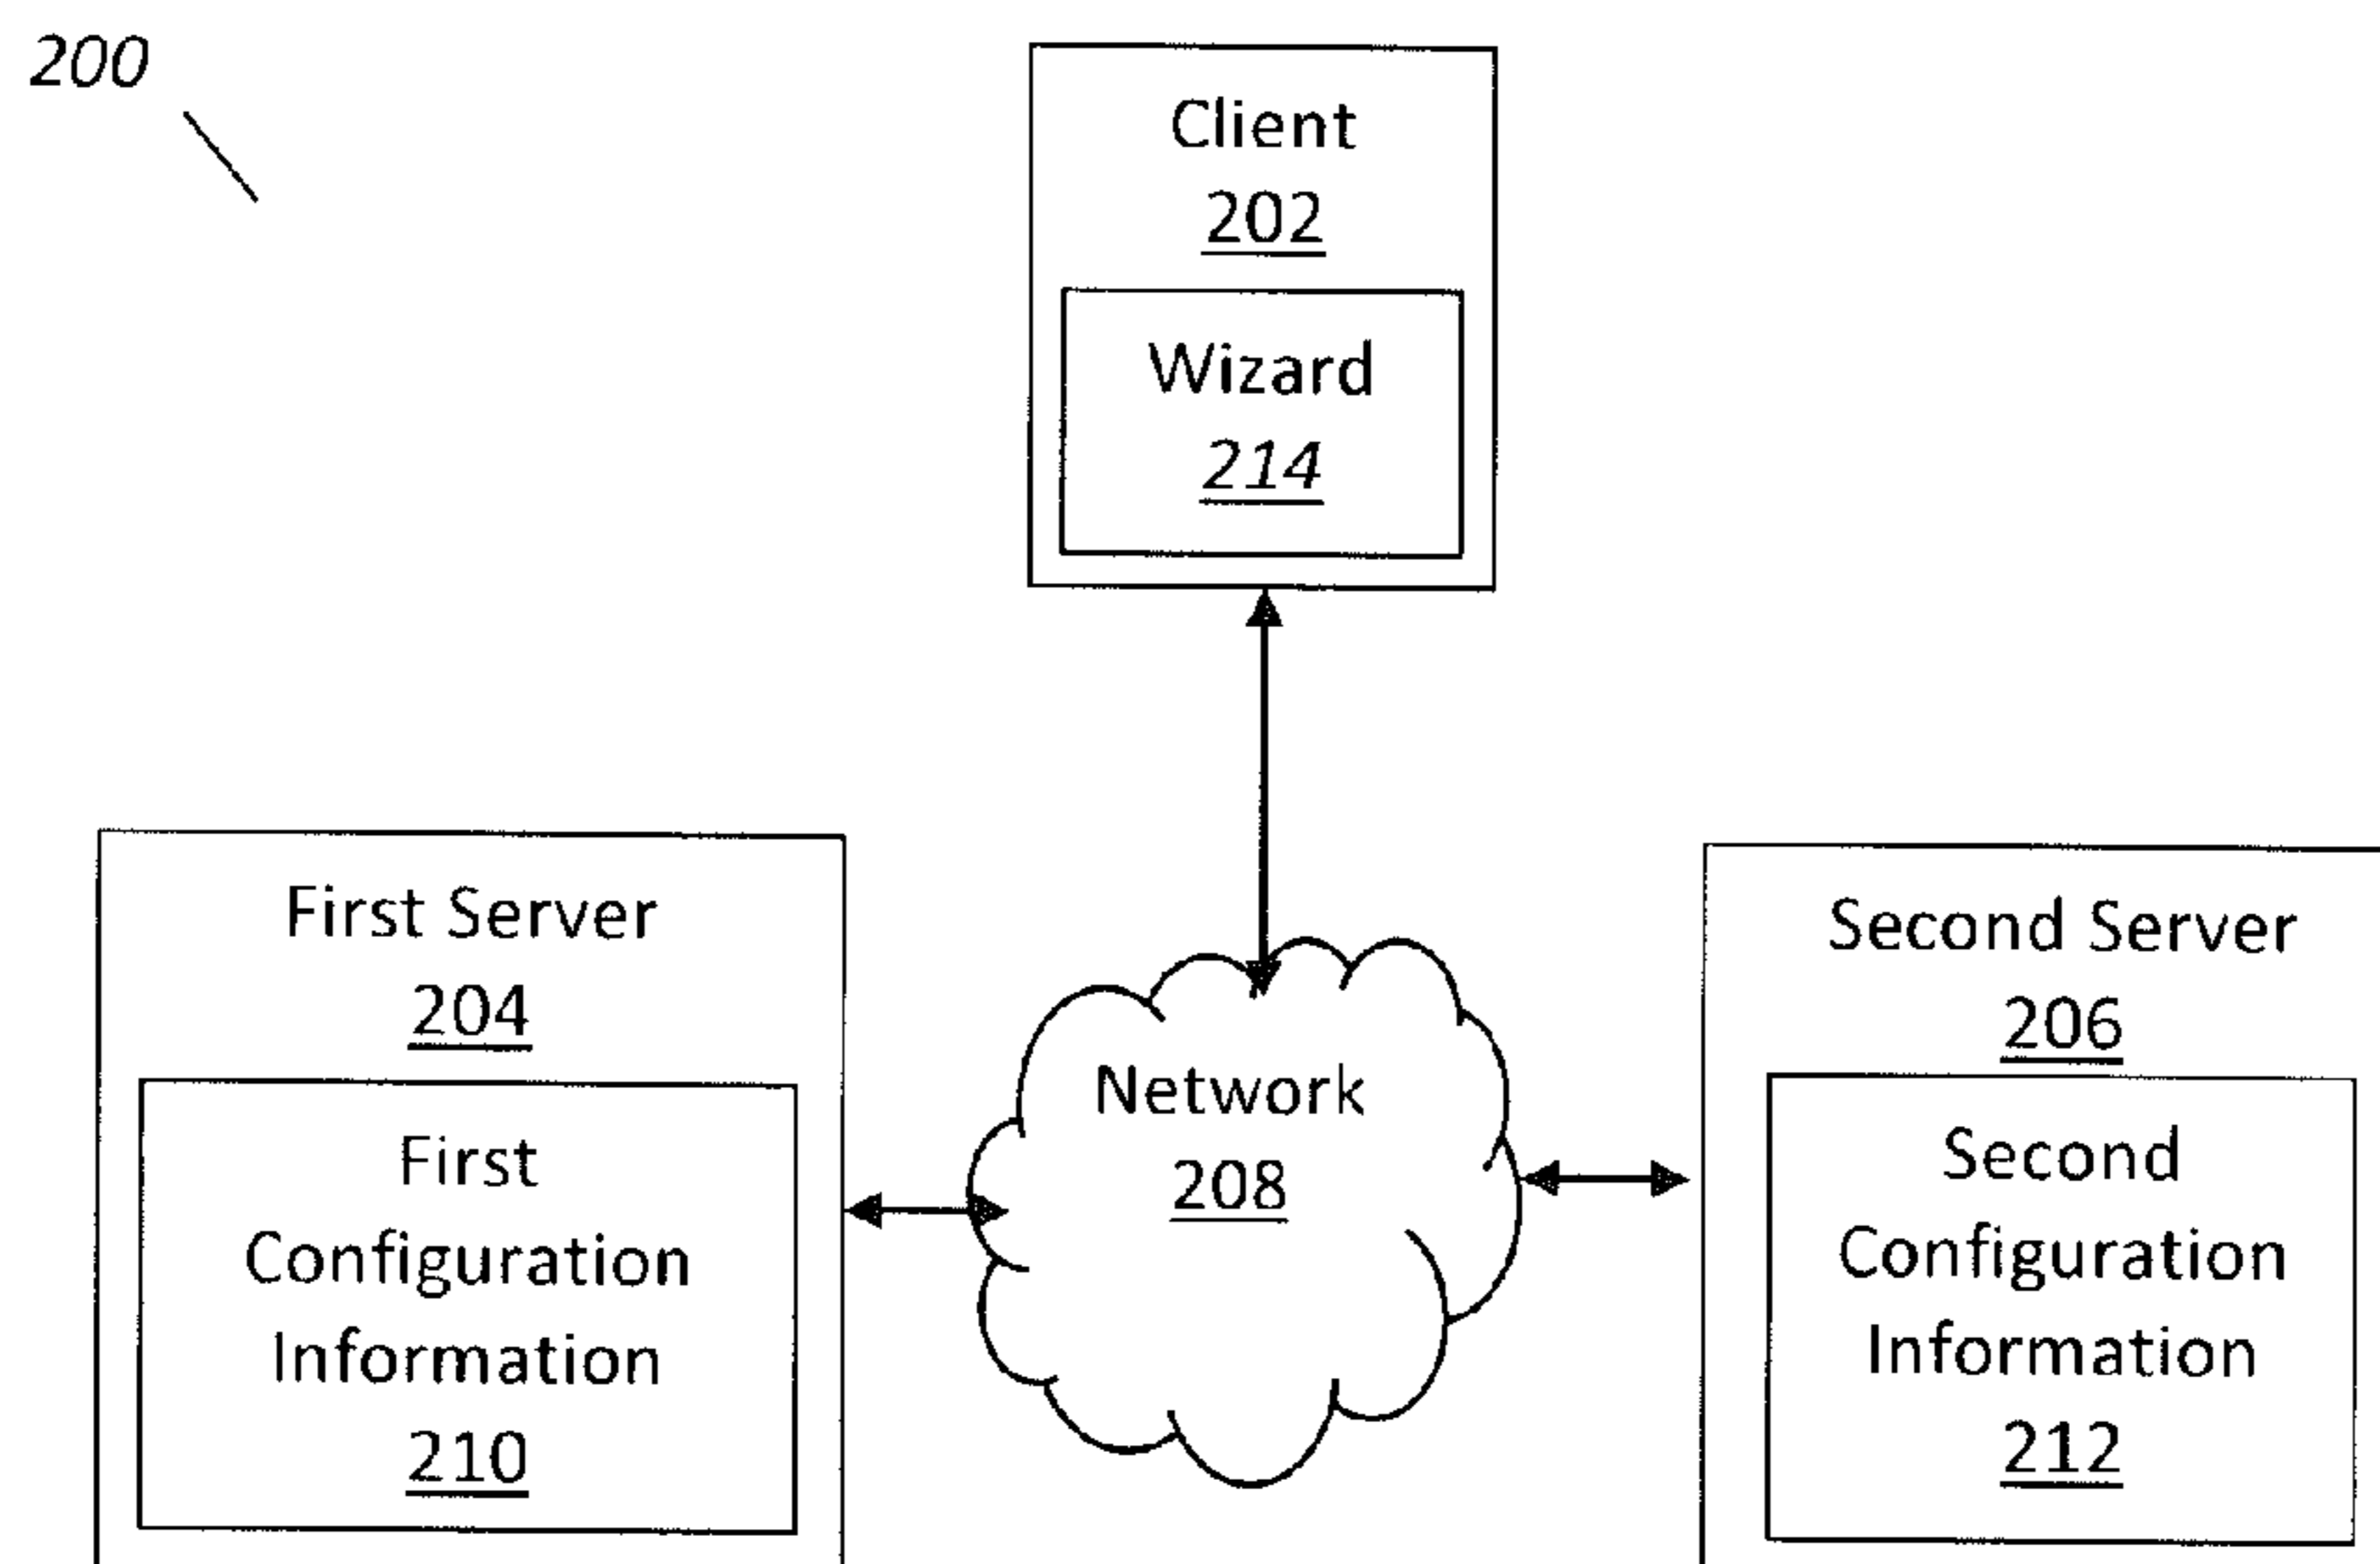 200
Client
202
Wizard
214
First Server
204
First
Configuration
Information
210
Network
208
Second Server
206
Second
Configuration
Information
212